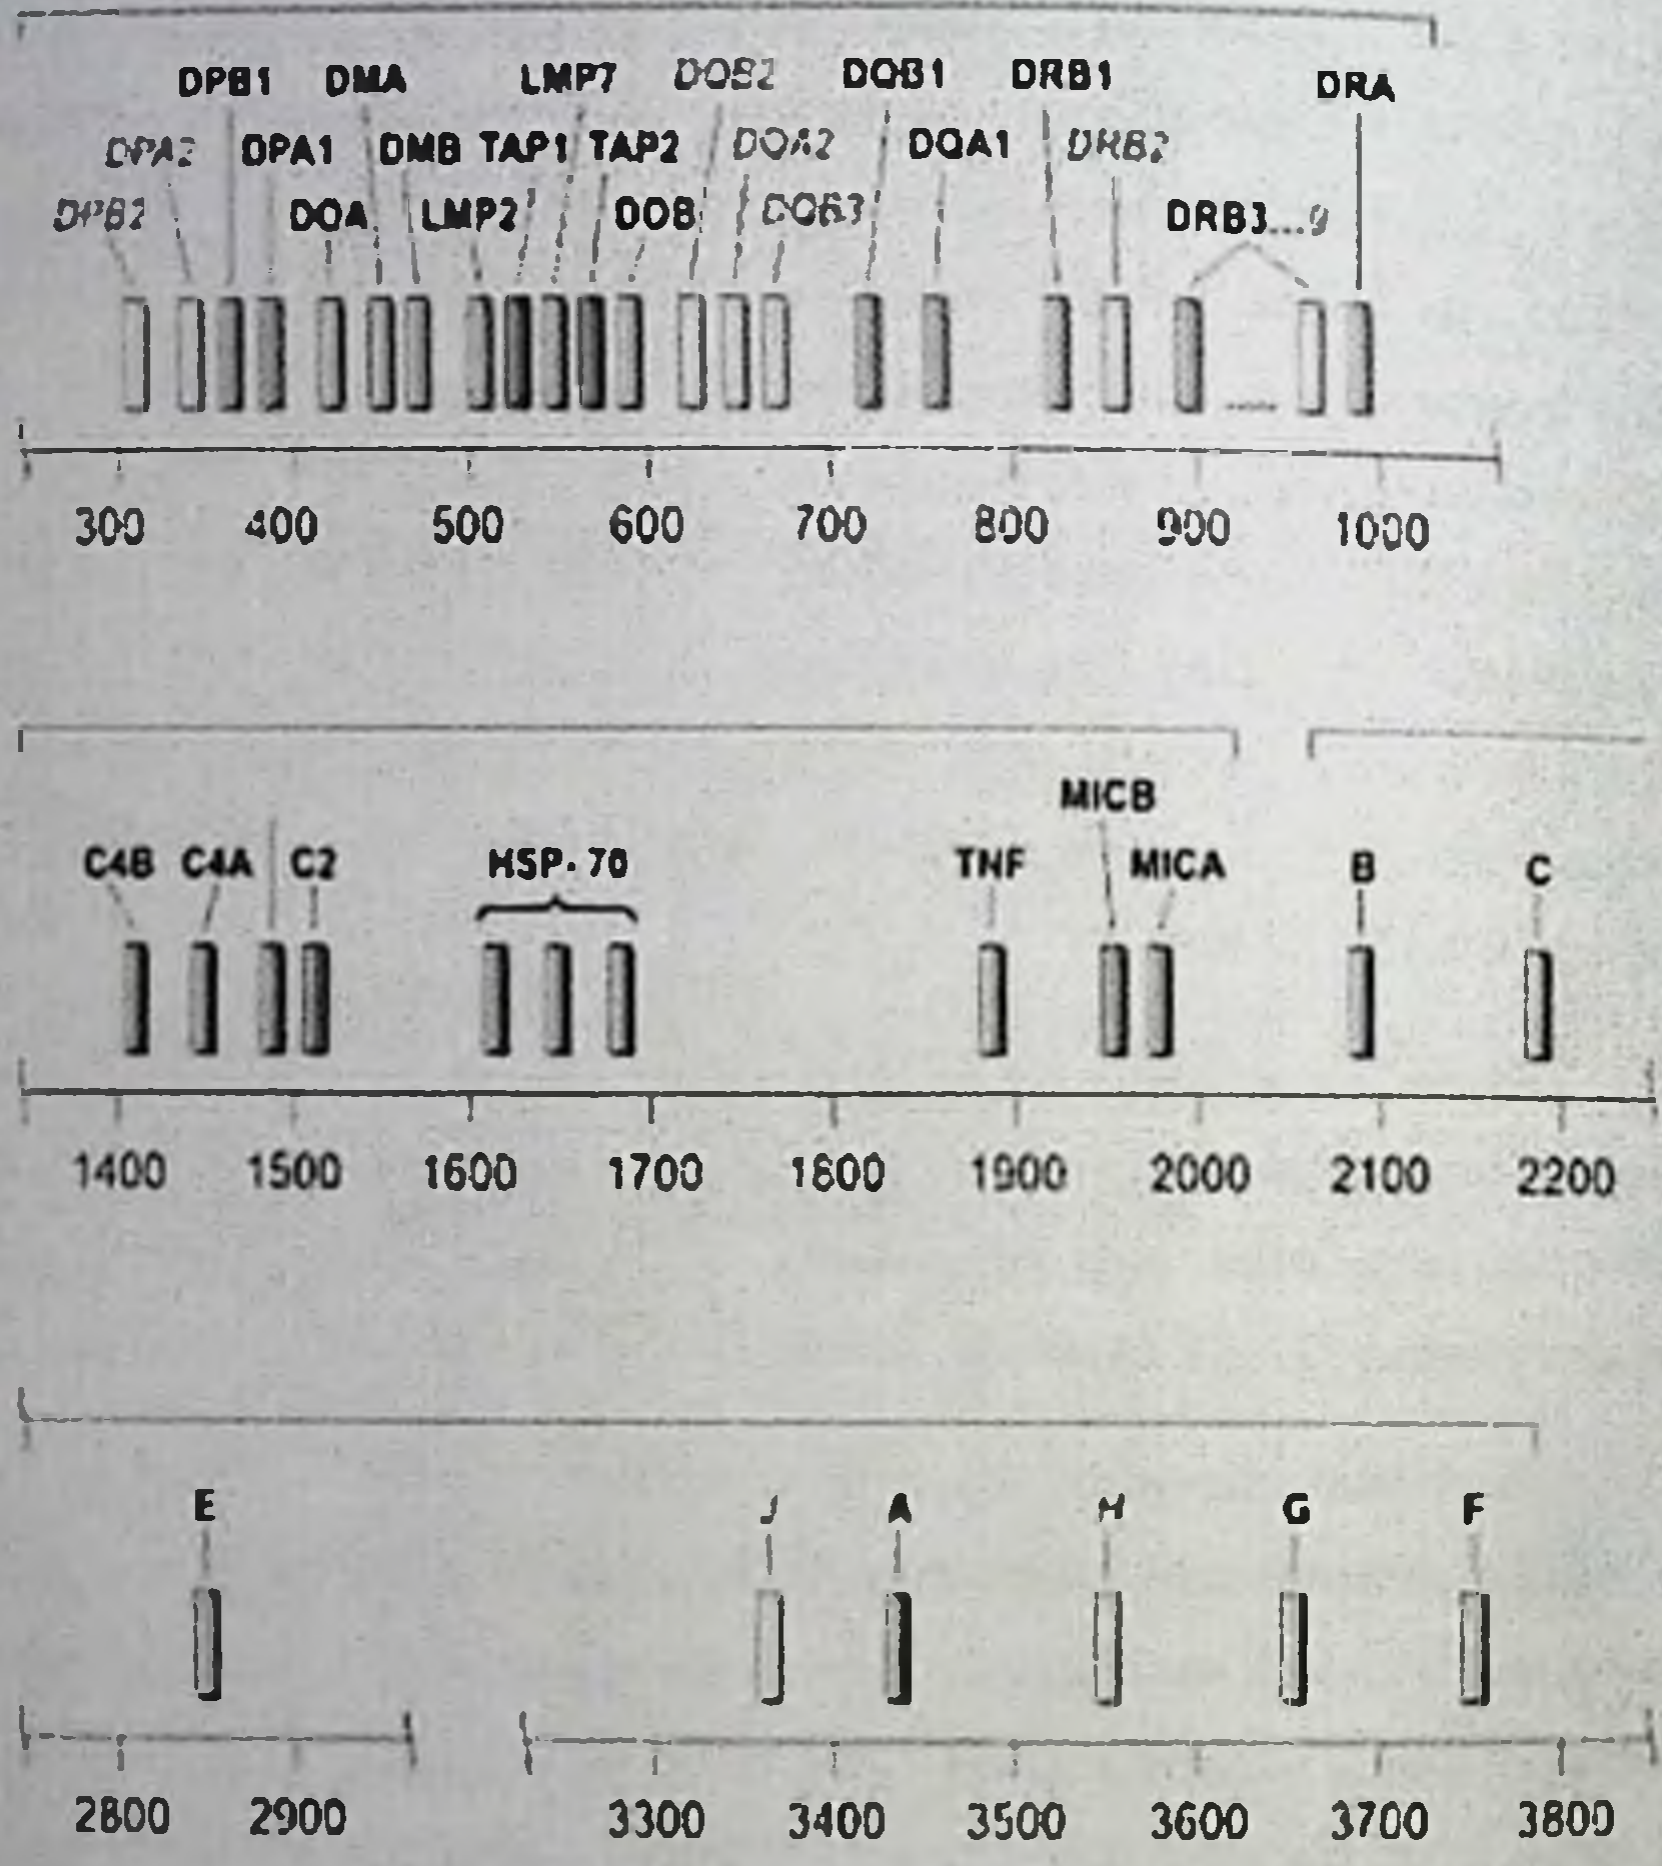 DPB1 DMA LMP7 DQB2 DQB1 DRB1 DRA
DPA2 DPA1 DMB TAP1 TAP2 DQA2 DQA1 DRB2
DPB2 DOA LMP2 DOB DQB3 DRB3...9
300 400 500 600 700 800 900 1000
MICB
C4B C4A C2 HSP-70 TNF MICA B C
1400 1500 1600 1700 1800 1900 2000 2100 2200
E J A H G F
2800 2900 3300 3400 3500 3600 3700 3800